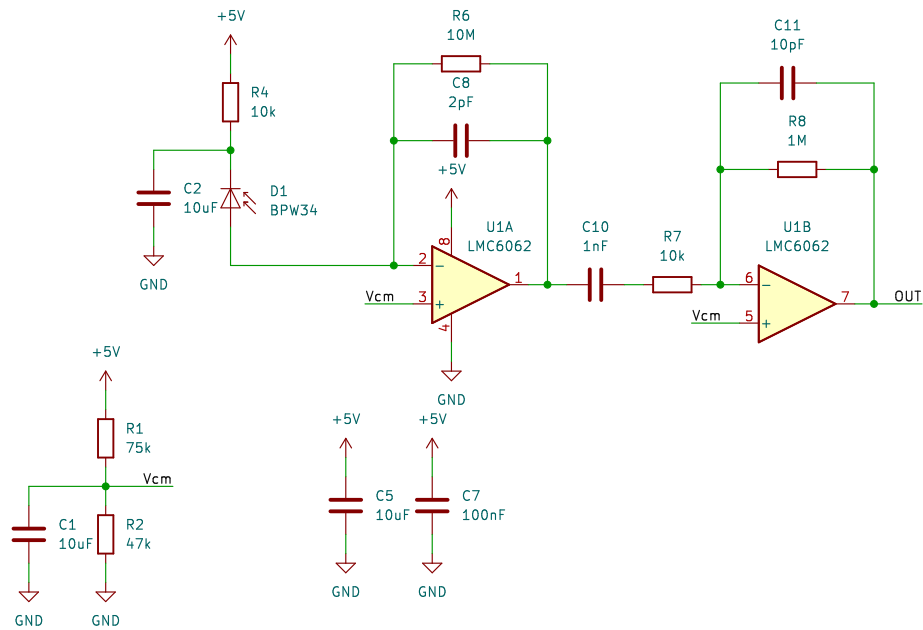 +5V
R4
10k
C2
10uF
D1
BPW34
GND
R6
10M
C8
2pF
+5V
U1A
LMC6062
8
2
−
3
+
1
4
Vcm
GND
C10
1nF
R7
10k
C11
10pF
R8
1M
U1B
LMC6062
6
−
5
+
7
Vcm
OUT
+5V
R1
75k
Vcm
C1
10uF
R2
47k
GND
GND
+5V
C5
10uF
GND
+5V
C7
100nF
GND